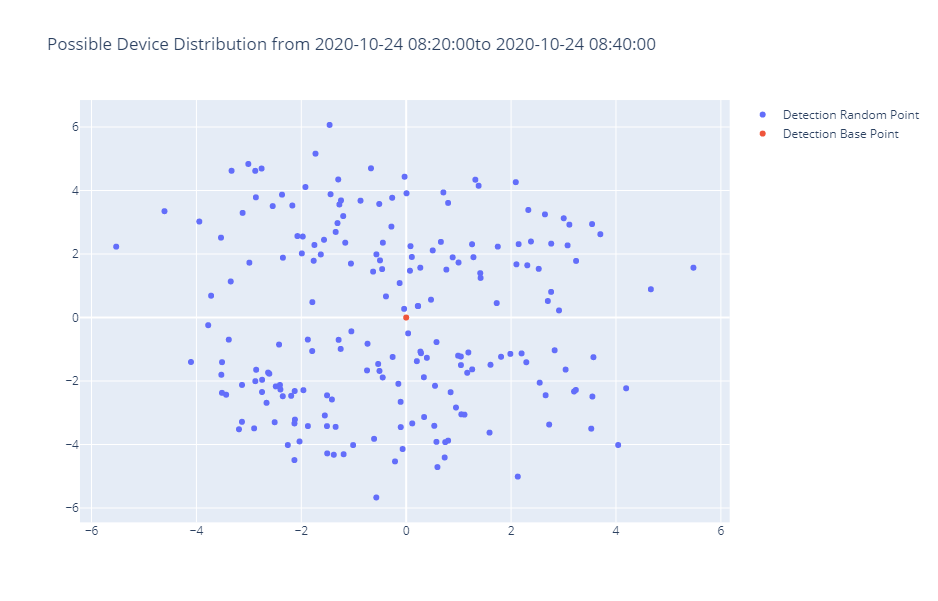 Possible Device Distribution from 2020-10-24 08:20:00to 2020-10-24 08:40:00
Detection Random Point
Detection Base Point
6
4
2
0
−2
−4
−6
−6 −4 −2 0 2 4 6